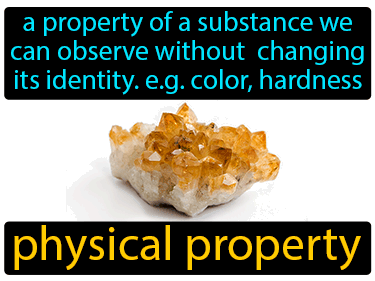 a property of a substance we
can observe without changing
its identity. e.g. color, hardness
physical property